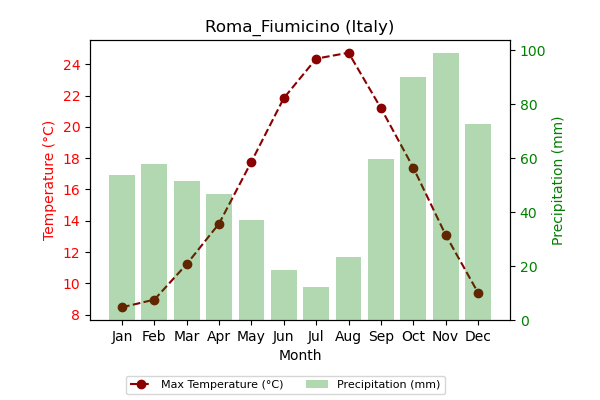 Roma_Fiumicino (Italy)
Temperature (°C)
24
22
20
18
16
14
12
10
8
100
80
60
40
20
0
Precipitation (mm)
Jan Feb Mar Apr May Jun Jul Aug Sep Oct Nov Dec
Month
Max Temperature (°C) Precipitation (mm)